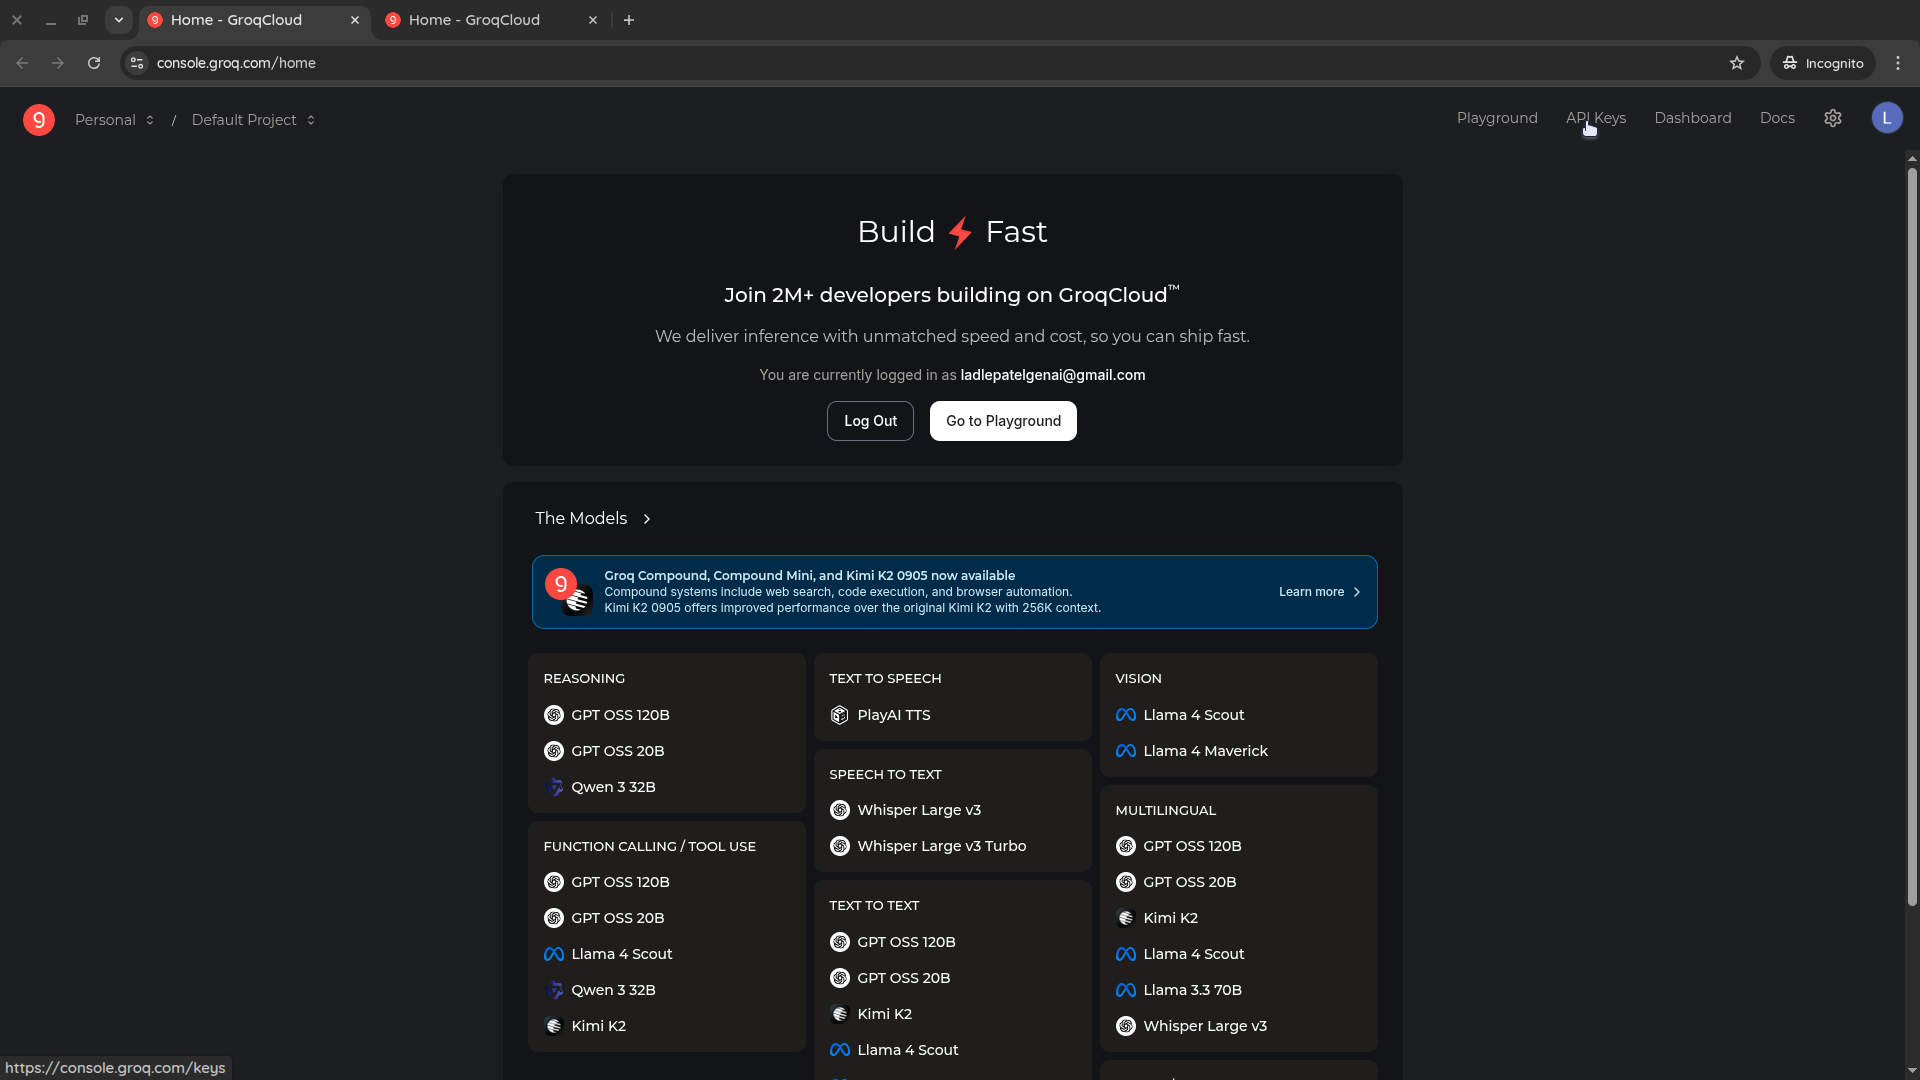 Home - GroqCloud
Home - GroqCloud
console.groq.com/home
Incognito
Personal / Default Project
Playground
API Keys
Dashboard
Docs
L
Build Fast
Join 2M+ developers building on GroqCloud™
We deliver inference with unmatched speed and cost, so you can ship fast.
You are currently logged in as ladlepatelgenai@gmail.com
Log Out
Go to Playground
The Models
Groq Compound, Compound Mini, and Kimi K2 0905 now available
Compound systems include web search, code execution, and browser automation.
Kimi K2 0905 offers improved performance over the original Kimi K2 with 256K context.
Learn more
REASONING
GPT OSS 120B
GPT OSS 20B
Qwen 3 32B
FUNCTION CALLING / TOOL USE
GPT OSS 120B
GPT OSS 20B
Llama 4 Scout
Qwen 3 32B
Kimi K2
TEXT TO SPEECH
PlayAI TTS
SPEECH TO TEXT
Whisper Large v3
Whisper Large v3 Turbo
TEXT TO TEXT
GPT OSS 120B
GPT OSS 20B
Kimi K2
Llama 4 Scout
VISION
Llama 4 Scout
Llama 4 Maverick
MULTILINGUAL
GPT OSS 120B
GPT OSS 20B
Kimi K2
Llama 4 Scout
Llama 3.3 70B
Whisper Large v3
https://console.groq.com/keys